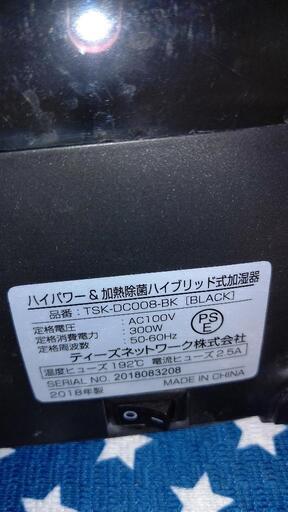 ハイパワー&加熱除菌ハイブリッド式加湿器
品番 : TSK-DC008-BK [BLACK]
定格電圧 : AC100V
定格消費電力 : 300W
定格周波数 : 50-60Hz
PSE
ティーズネットワーク株式会社
温度ヒューズ192℃ 電流ヒューズ2.5A
SERIAL NO. 2018083208
2018年製 MADE IN CHINA